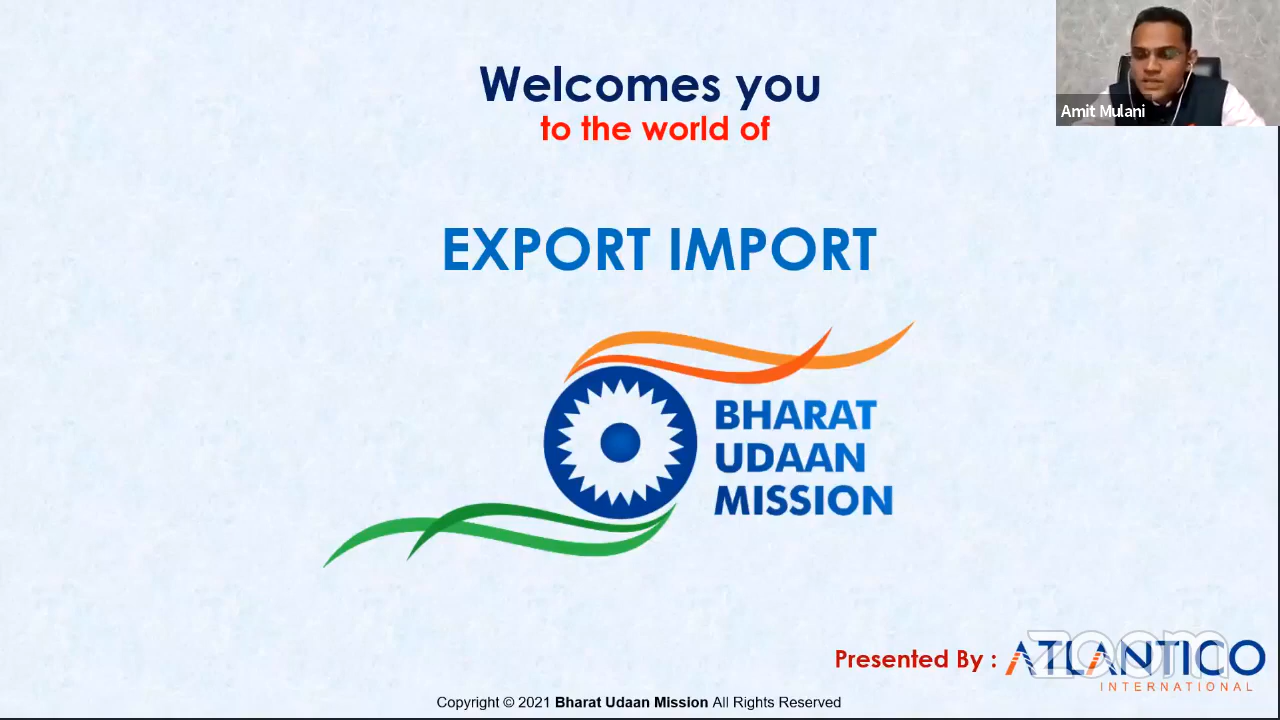 Welcomes you
to the world of
Amit Mulani
EXPORT IMPORT
BHARAT
UDAAN
MISSION
Presented By : ATLANTICO
INTERNATIONAL
zoom
Copyright © 2021 Bharat Udaan Mission All Rights Reserved